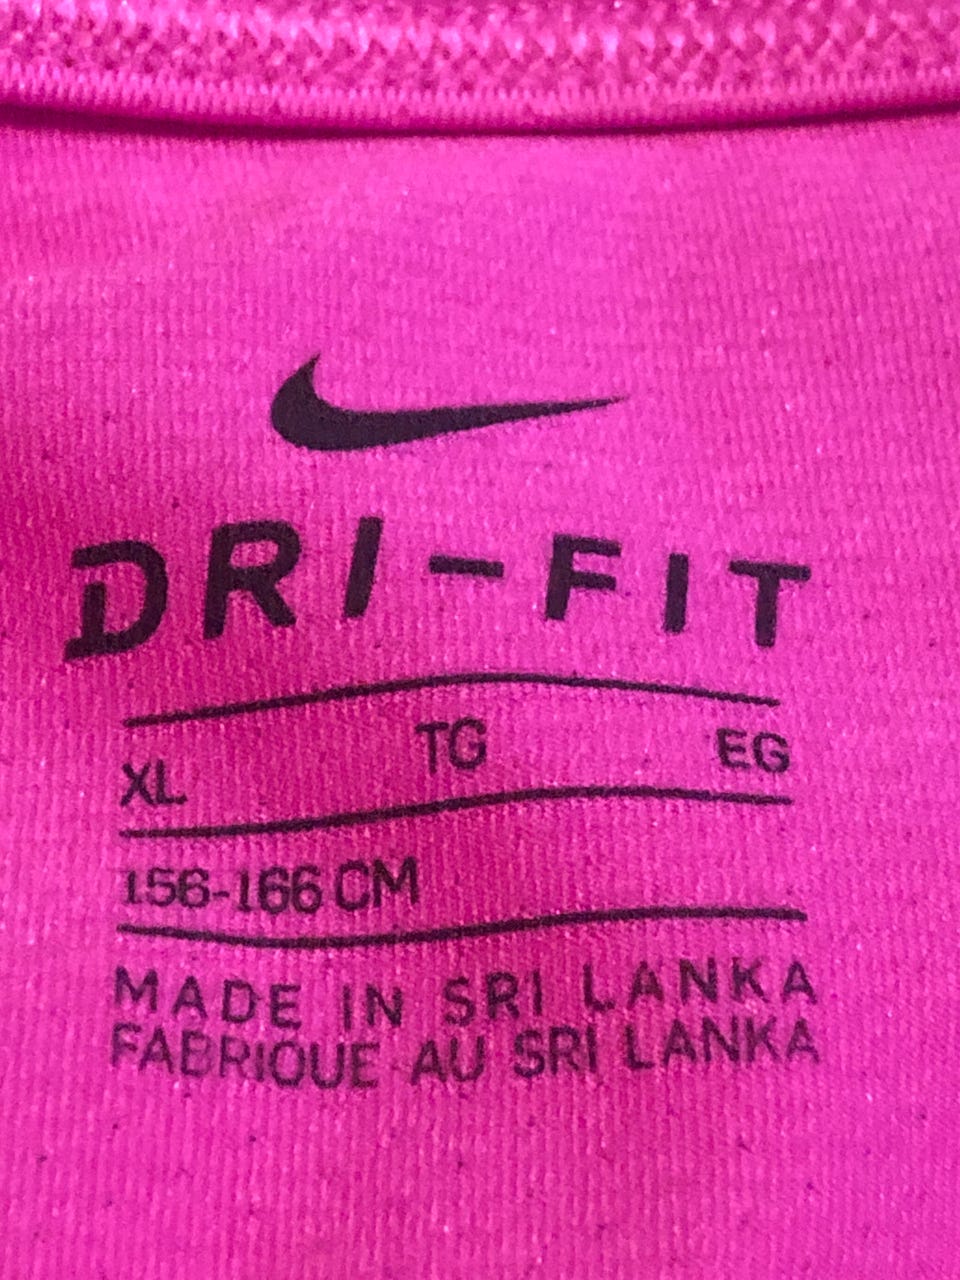 DRI-FIT
XL TG EG
156-166 CM
MADE IN SRI LANKA
FABRIQUE AU SRI LANKA